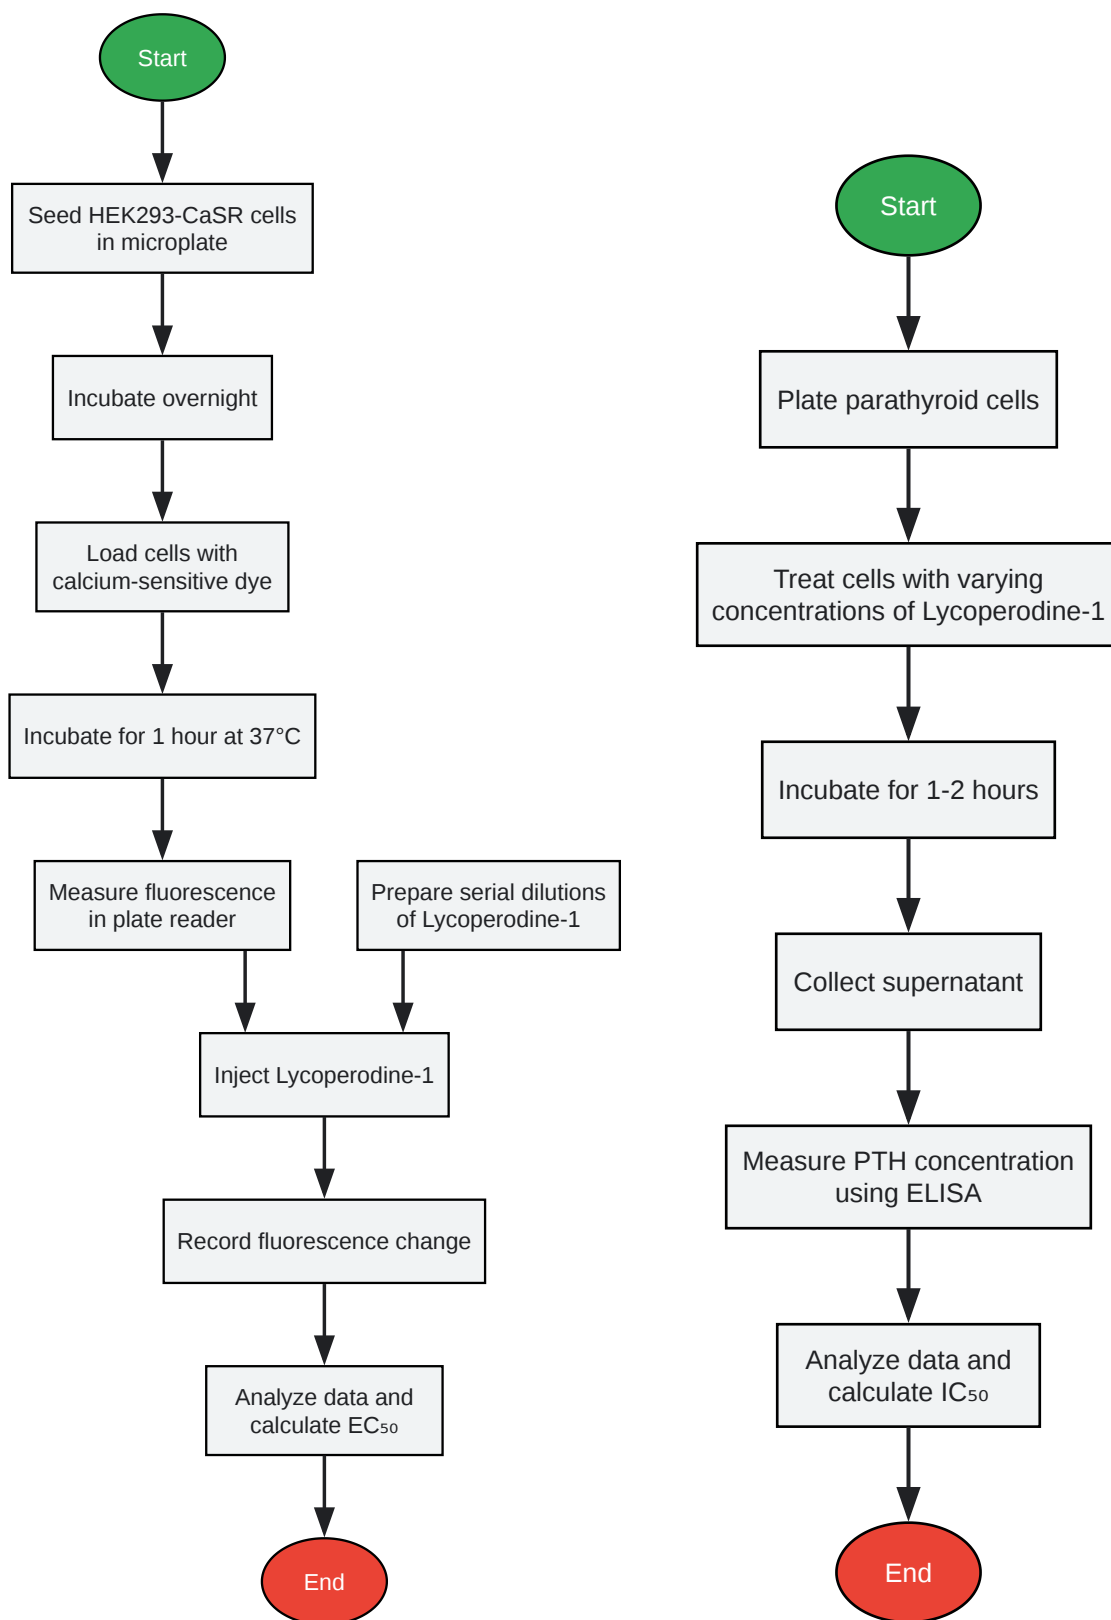 Start
Seed HEK293-CaSR cells
in microplate
Incubate overnight
Load cells with
calcium-sensitive dye
Incubate for 1 hour at 37°C
Measure fluorescence
in plate reader
Prepare serial dilutions
of Lycoperodine-1
Inject Lycoperodine-1
Record fluorescence change
Analyze data and
calculate EC₅₀
End
Start
Plate parathyroid cells
Treat cells with varying
concentrations of Lycoperodine-1
Incubate for 1-2 hours
Collect supernatant
Measure PTH concentration
using ELISA
Analyze data and
calculate IC₅₀
End